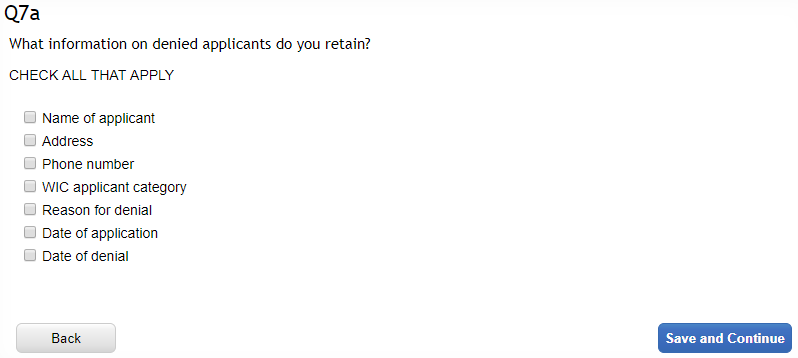 Q7a
What information on denied applicants do you retain?
CHECK ALL THAT APPLY
Name of applicant
Address
Phone number
WIC applicant category
Reason for denial
Date of application
Date of denial
Back
Save and Continue